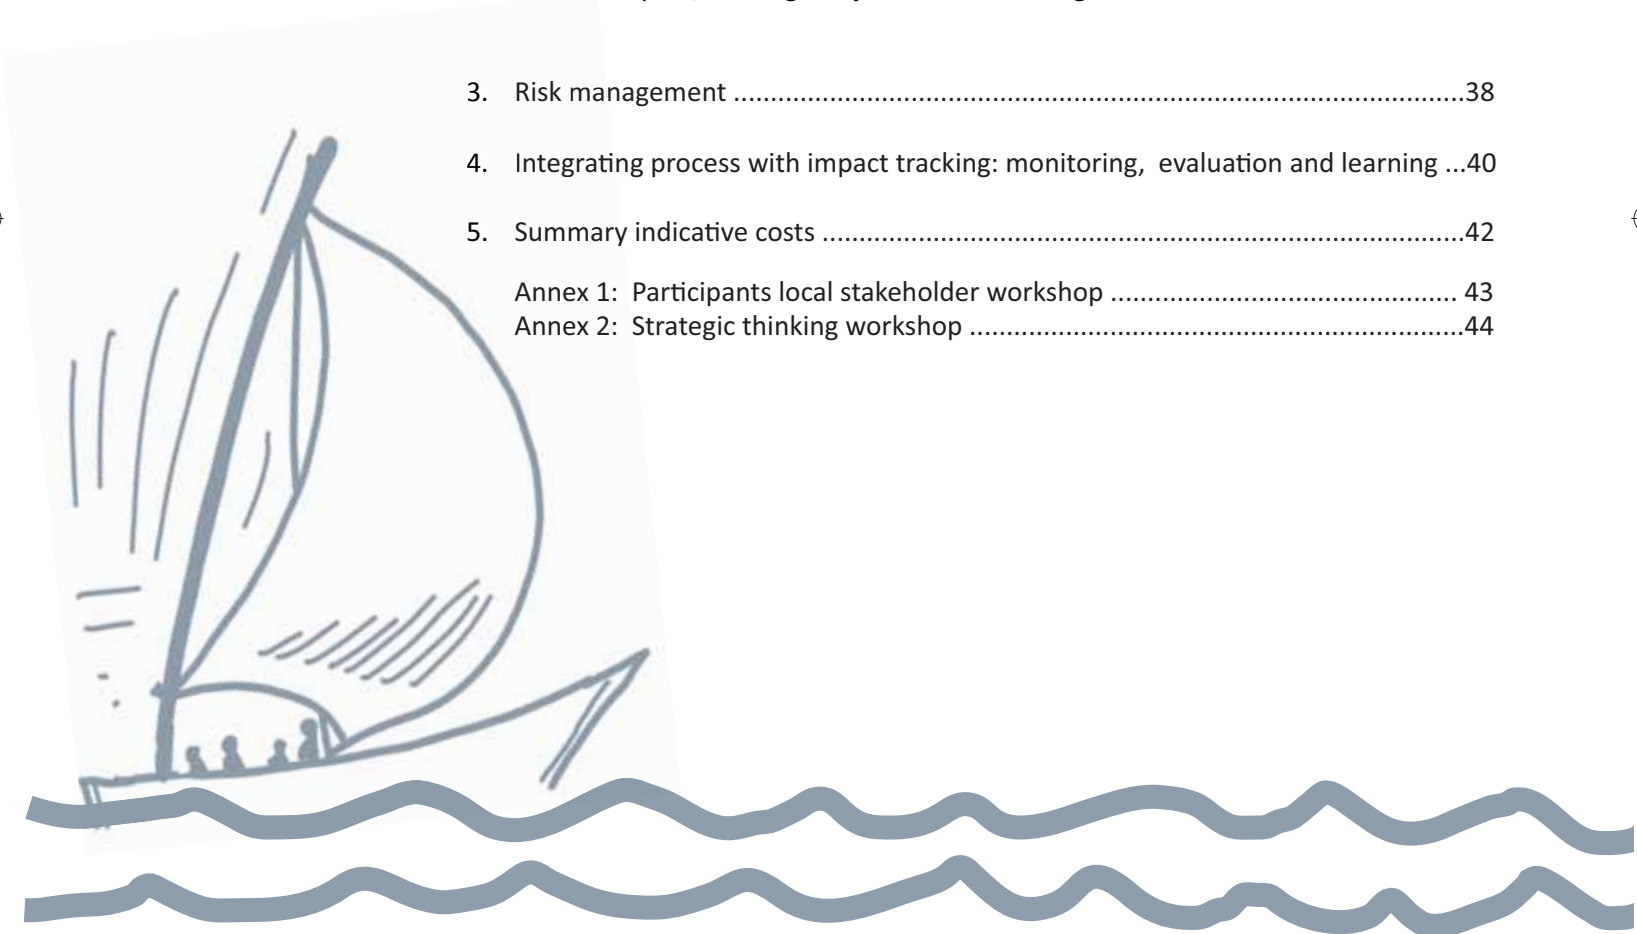 3. Risk management ..................................................................................................38
4. Integrating process with impact tracking: monitoring, evaluation and learning ...40
5. Summary indicative costs ......................................................................................42
Annex 1: Participants local stakeholder workshop .............................................. 43
Annex 2: Strategic thinking workshop ..................................................................44